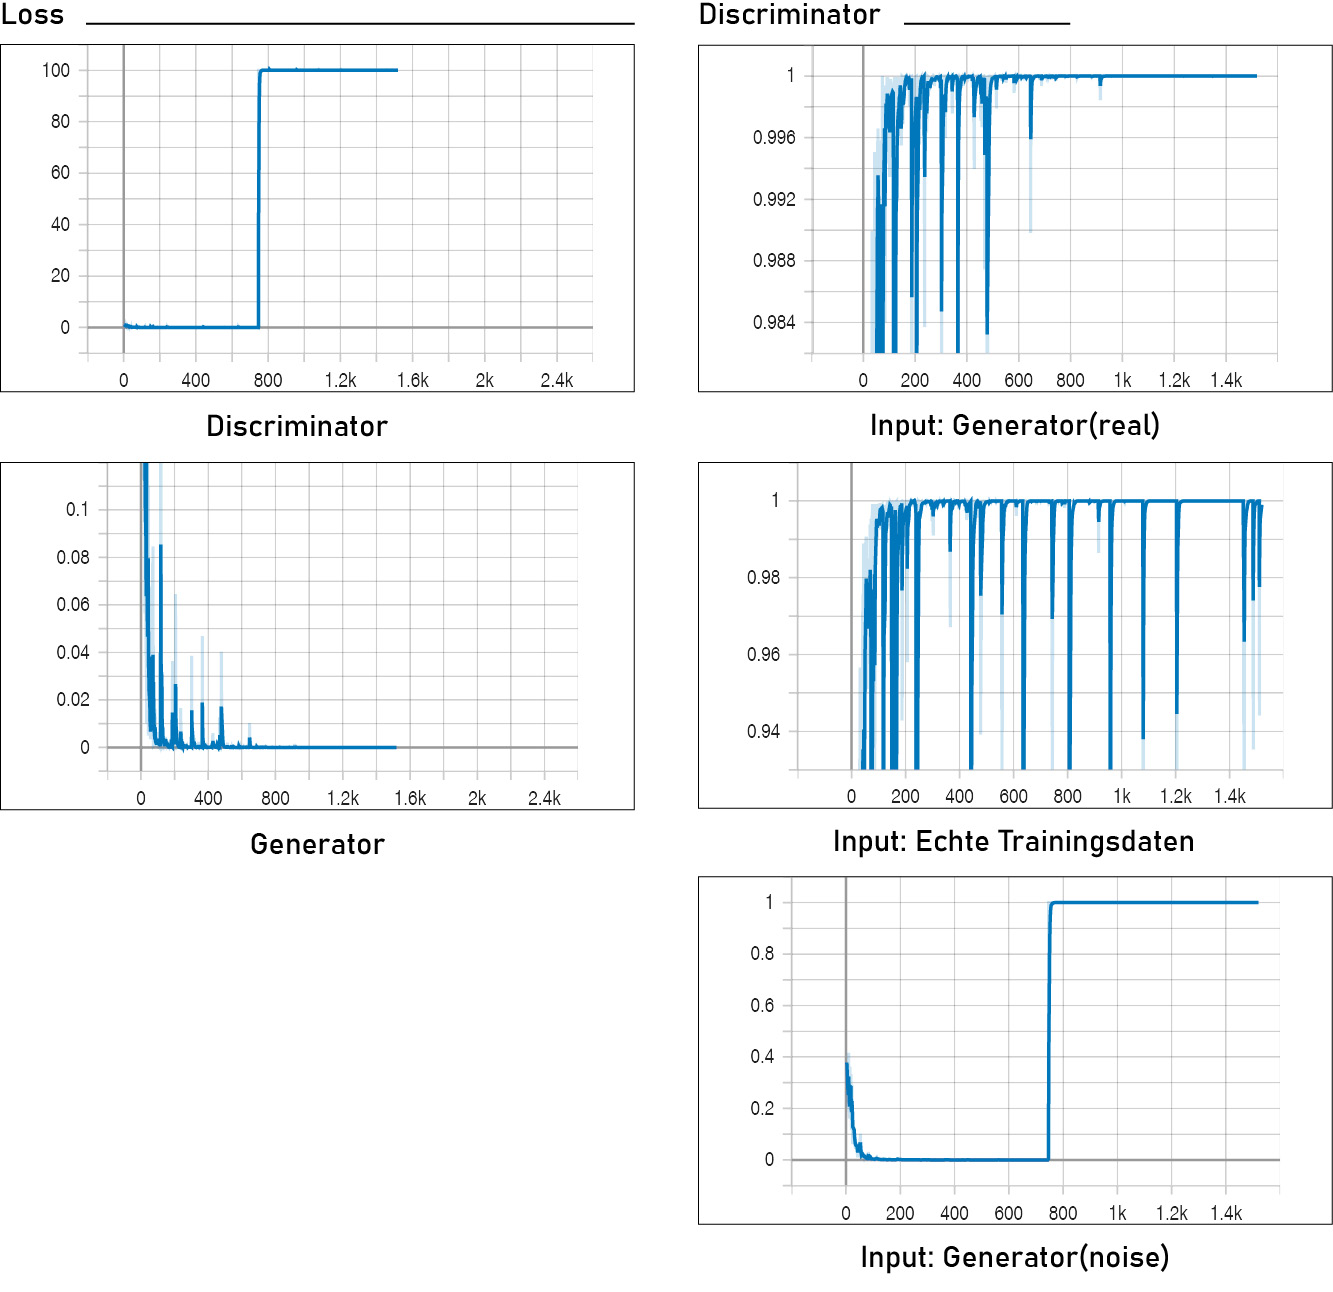 Loss
100
80
60
40
20
0
0 400 800 1.2k 1.6k 2k 2.4k
Discriminator
0.1
0.08
0.06
0.04
0.02
0
0 400 800 1.2k 1.6k 2k 2.4k
Generator
Discriminator
1
0.996
0.992
0.988
0.984
0 200 400 600 800 1k 1.2k 1.4k
Input: Generator(real)
1
0.98
0.96
0.94
0 200 400 600 800 1k 1.2k 1.4k
Input: Echte Trainingsdaten
1
0.8
0.6
0.4
0.2
0
0 200 400 600 800 1k 1.2k 1.4k
Input: Generator(noise)